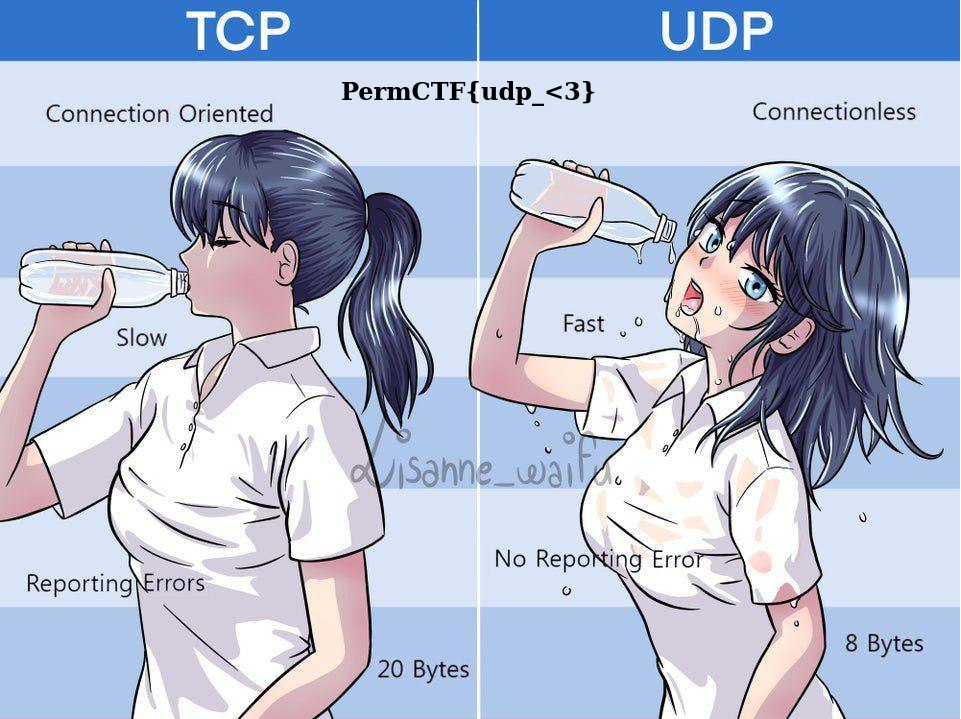 TCP
UDP
PermCTF{udp_<3}
Connection Oriented
Connectionless
Slow
Fast
Lisanne_waifu
Reporting Errors
No Reporting Error
20 Bytes
8 Bytes